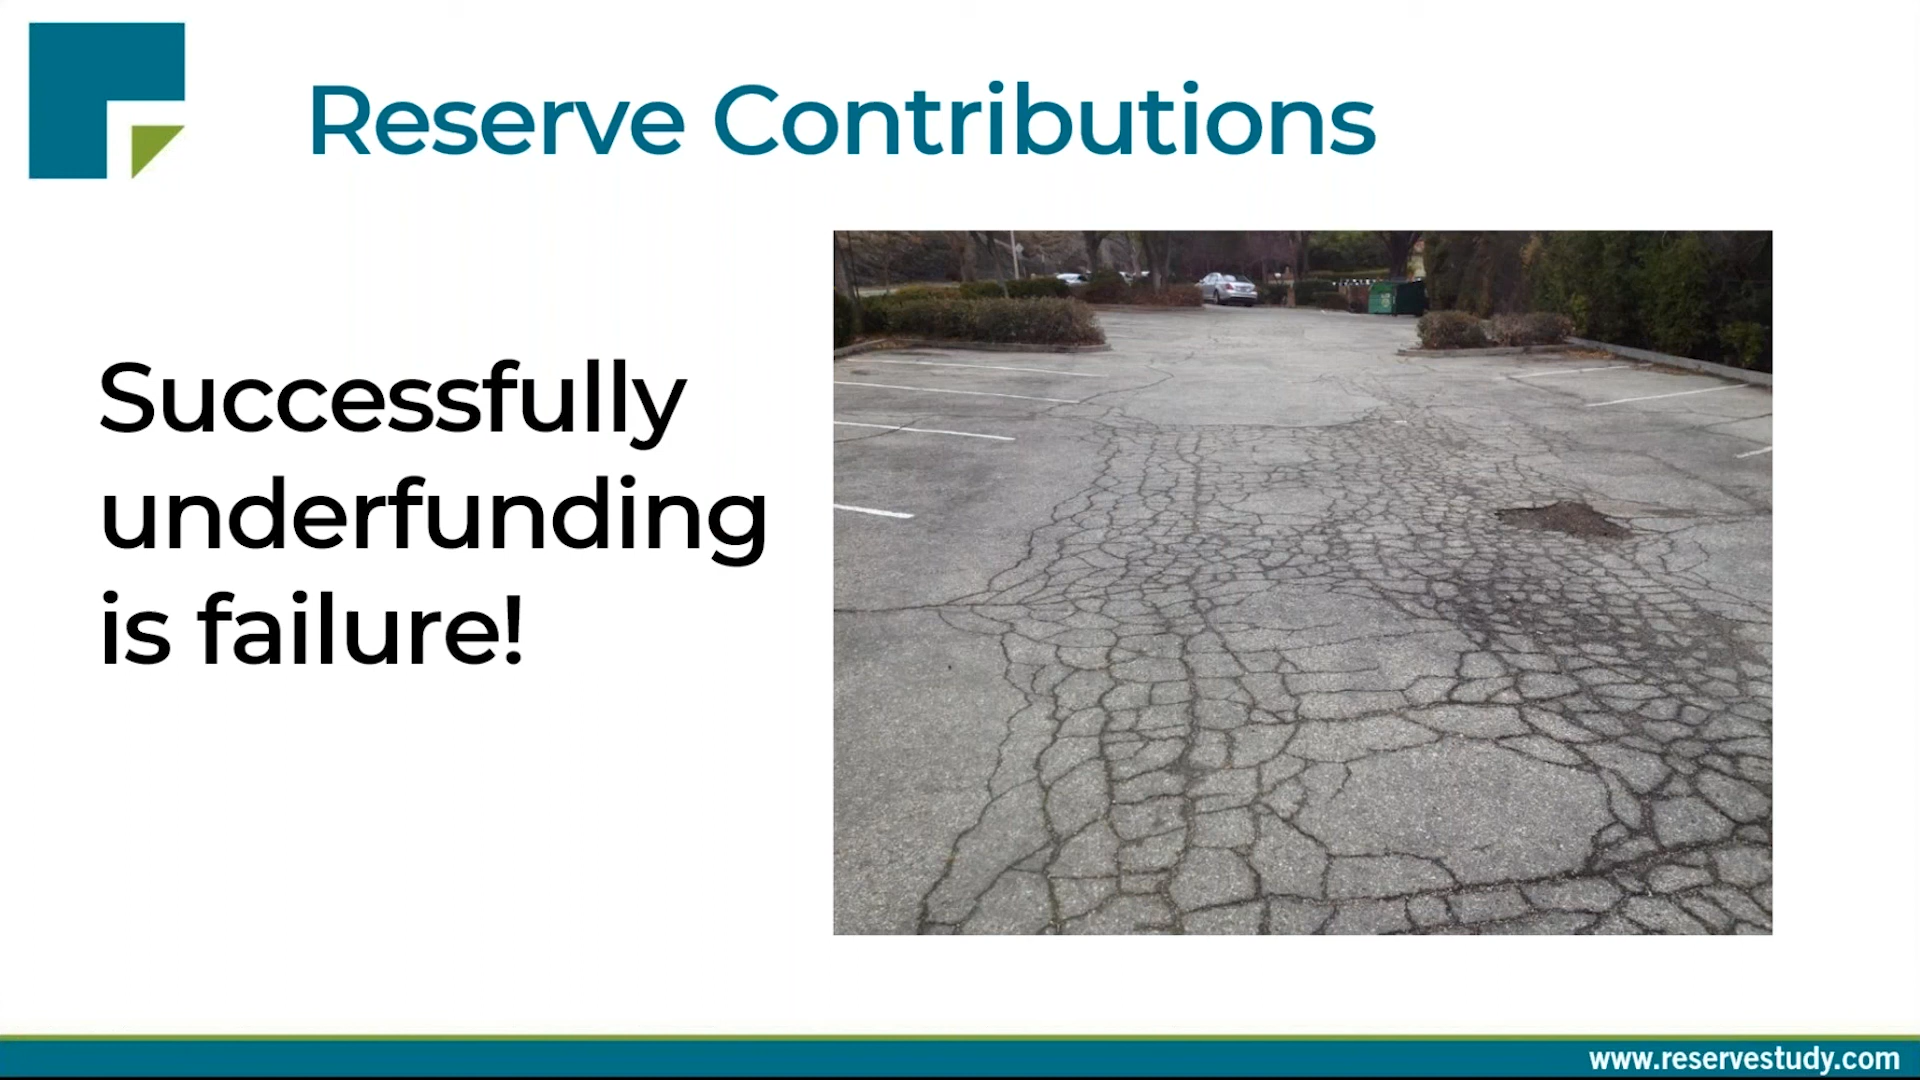 Reserve Contributions
Successfully
underfunding
is failure!
www.reservestudy.com